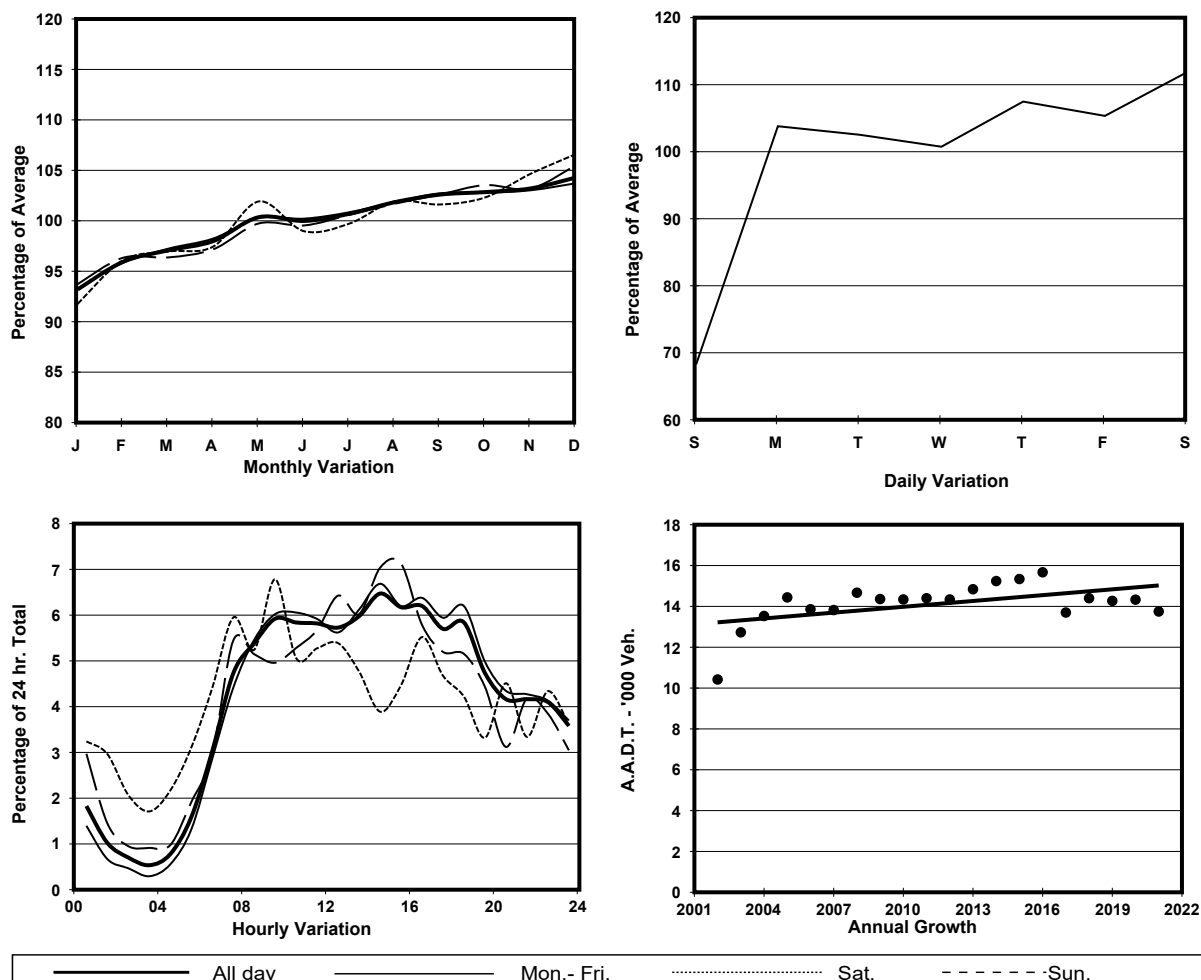 120
115
110
105
100
95
90
85
80
Percentage of Average
J F M A M J J A S O N D
Monthly Variation
120
110
100
90
80
70
60
Percentage of Average
S M T W T F S
Daily Variation
8
7
6
5
4
3
2
1
0
Percentage of 24 hr. Total
00 04 08 12 16 20 24
Hourly Variation
18
16
14
12
10
8
6
4
2
0
A.A.D.T. - '000 Veh.
2001 2004 2007 2010 2013 2016 2019 2022
Annual Growth
All day Mon.- Fri. Sat. Sun.